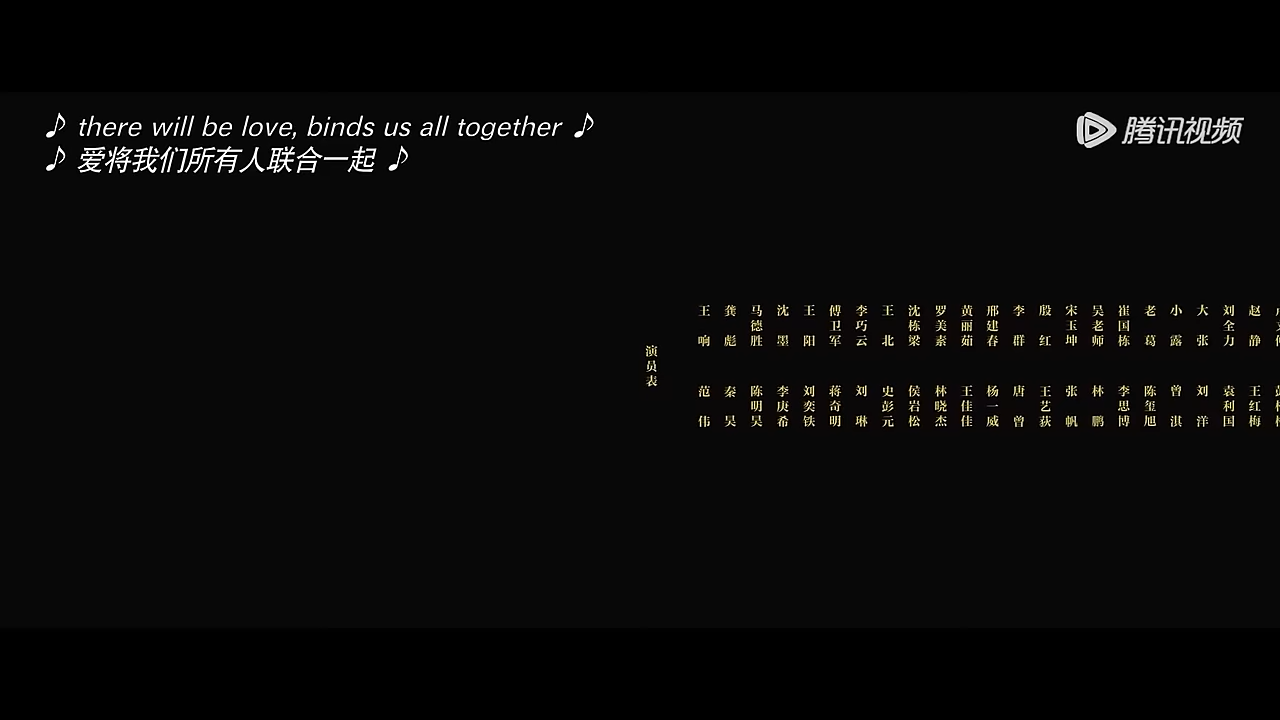 ♪ there will be love, binds us all together ♪
♪ 爱将我们所有人联合一起 ♪
腾讯视频
演员表
王响 范伟
龚彪 秦昊
马德胜 陈明昊
沈墨 李庚希
王阳 刘奕铁
傅卫军 蒋奇明
李巧云 刘琳
王北 史彭元
沈栋梁 侯岩松
罗美素 林晓杰
黄丽茹 王佳佳
邢建春 杨一威
李群 唐曾
殷红 王艺荻
宋玉坤 张帆
吴老师 林鹏
崔国栋 李思博
老葛 陈玺旭
小露 曾淇
大张 刘洋
刘全力 袁利国
赵静 王红梅